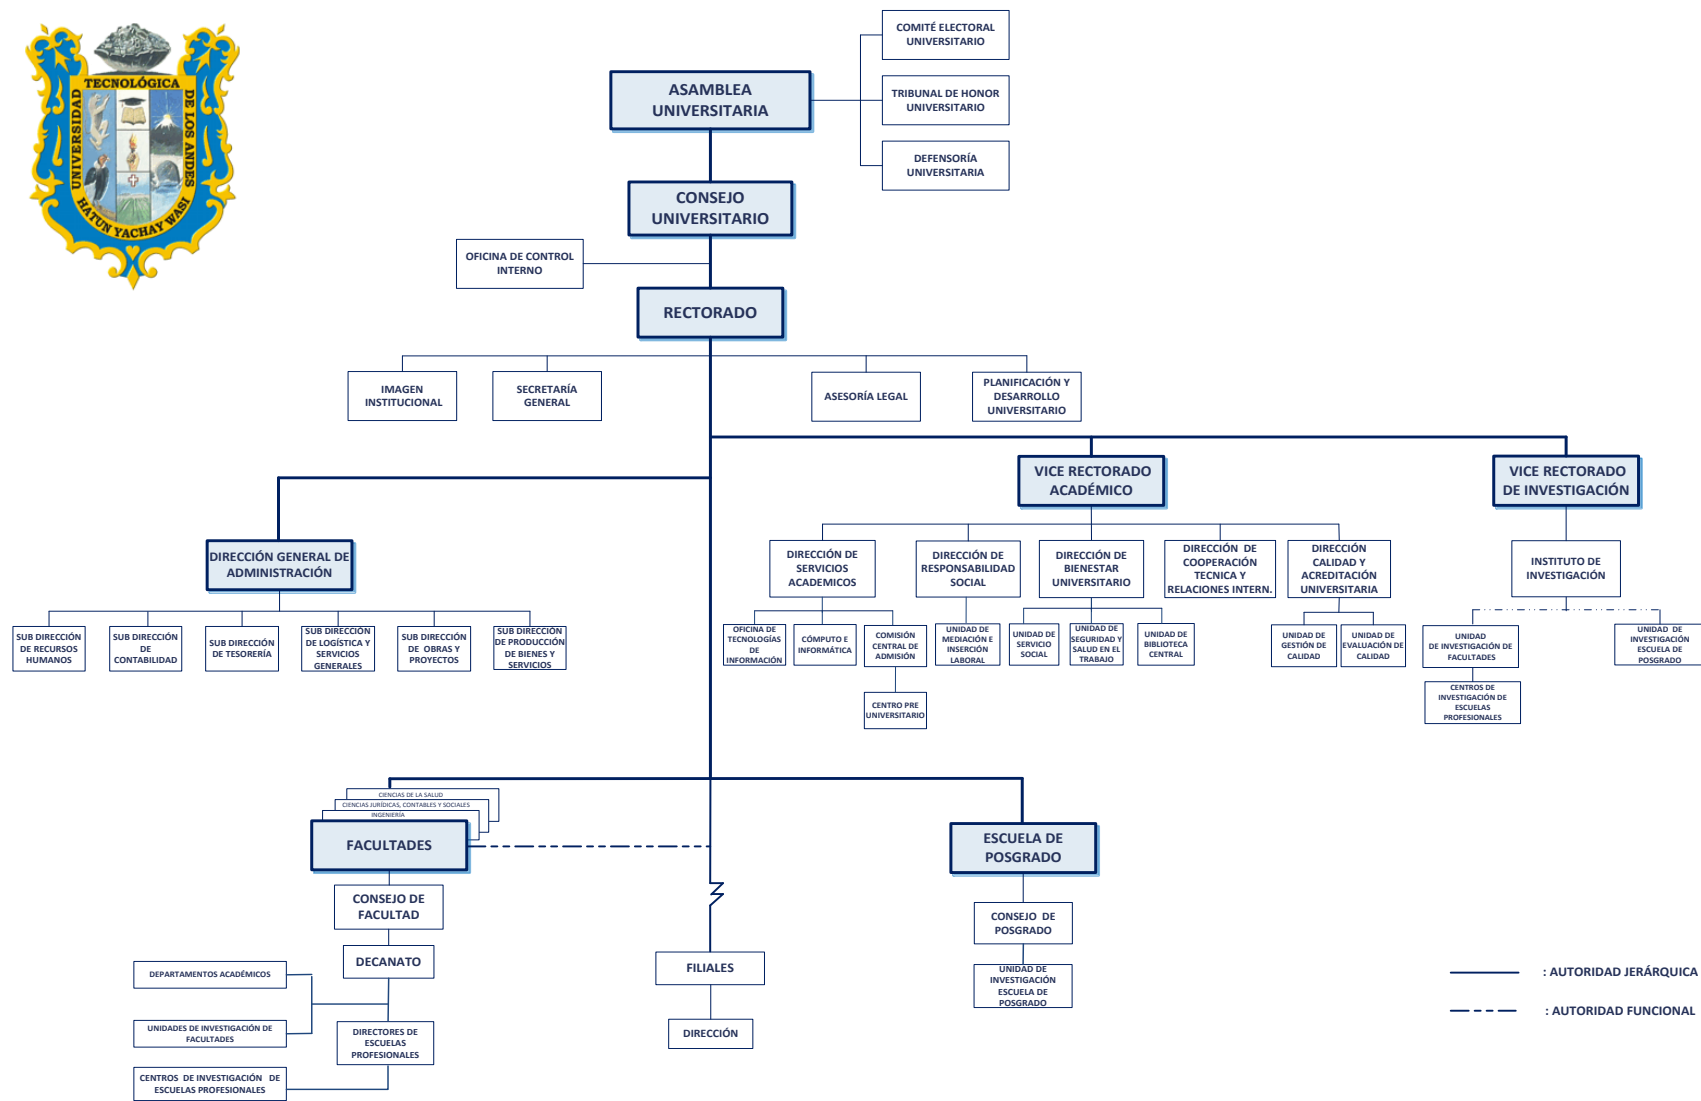 TECNOLÓGICA
UNIVERSIDAD
DE LOS ANDES
HATUN YACHAY WASI
COMITÉ ELECTORAL
UNIVERSITARIO
ASAMBLEA
UNIVERSITARIA
TRIBUNAL DE HONOR
UNIVERSITARIO
DEFENSORÍA
UNIVERSITARIA
CONSEJO
UNIVERSITARIO
OFICINA DE CONTROL
INTERNO
RECTORADO
IMAGEN
INSTITUCIONAL
SECRETARÍA
GENERAL
ASESORÍA LEGAL
PLANIFICACIÓN Y
DESARROLLO
UNIVERSITARIO
VICE RECTORADO
ACADÉMICO
VICE RECTORADO
DE INVESTIGACIÓN
DIRECCIÓN GENERAL DE
ADMINISTRACIÓN
DIRECCIÓN DE
SERVICIOS
ACADEMICOS
DIRECCIÓN DE
RESPONSABILIDAD
SOCIAL
DIRECCIÓN DE
BIENESTAR
UNIVERSITARIO
DIRECCIÓN DE
COOPERACIÓN
TECNICA Y
RELACIONES INTERN.
DIRECCIÓN
CALIDAD Y
ACREDITACIÓN
UNIVERSITARIA
INSTITUTO DE
INVESTIGACIÓN
SUB DIRECCIÓN
DE RECURSOS
HUMANOS
SUB DIRECCIÓN
DE
CONTABILIDAD
SUB DIRECCIÓN
DE TESORERÍA
SUB DIRECCIÓN
DE LOGÍSTICA Y
SERVICIOS
GENERALES
SUB DIRECCIÓN
DE OBRAS Y
PROYECTOS
SUB DIRECCIÓN
DE PRODUCCIÓN
DE BIENES Y
SERVICIOS
OFICINA DE
TECNOLOGÍAS
DE
INFORMACIÓN
CÓMPUTO E
INFORMÁTICA
COMISIÓN
CENTRAL DE
ADMISIÓN
UNIDAD DE
MEDIACIÓN E
INSERCIÓN
LABORAL
UNIDAD DE
SERVICIO
SOCIAL
UNIDAD DE
SEGURIDAD Y
SALUD EN EL
TRABAJO
UNIDAD DE
BIBLIOTECA
CENTRAL
UNIDAD DE
GESTIÓN DE
CALIDAD
UNIDAD DE
EVALUACIÓN DE
CALIDAD
UNIDAD
DE INVESTIGACIÓN DE
FACULTADES
UNIDAD DE
INVESTIGACIÓN
ESCUELA DE
POSGRADO
CENTRO PRE
UNIVERSITARIO
CENTROS DE
INVESTIGACIÓN DE
ESCUELAS
PROFESIONALES
CIENCIAS DE LA SALUD
CIENCIAS JURÍDICAS, CONTABLES Y SOCIALES
INGENIERÍA
FACULTADES
ESCUELA DE
POSGRADO
CONSEJO DE
FACULTAD
CONSEJO DE
POSGRADO
DECANATO
FILIALES
DEPARTAMENTOS ACADÉMICOS
UNIDAD DE
INVESTIGACIÓN
ESCUELA DE
POSGRADO
UNIDADES DE INVESTIGACIÓN DE
FACULTADES
DIRECTORES DE
ESCUELAS
PROFESIONALES
DIRECCIÓN
CENTROS DE INVESTIGACIÓN DE
ESCUELAS PROFESIONALES
: AUTORIDAD JERÁRQUICA
: AUTORIDAD FUNCIONAL